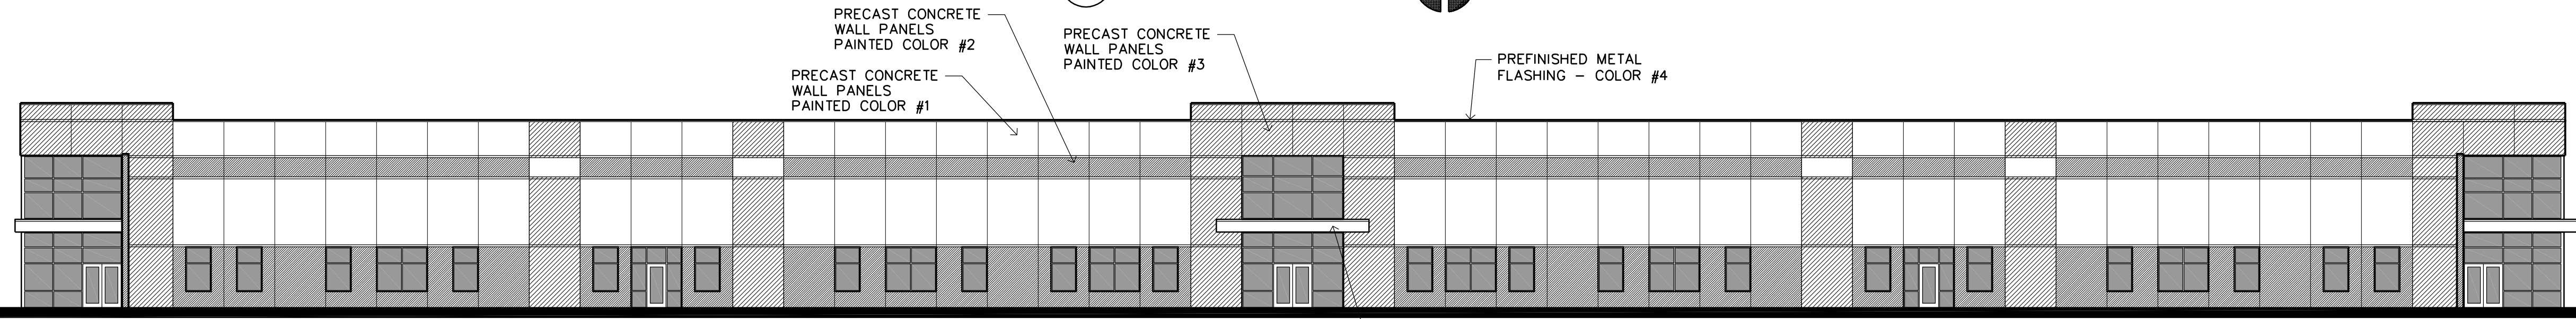 PRECAST CONCRETE
WALL PANELS
PAINTED COLOR #2
PRECAST CONCRETE
WALL PANELS
PAINTED COLOR #1
PRECAST CONCRETE
WALL PANELS
PAINTED COLOR #3
PREFINISHED METAL
FLASHING – COLOR #4